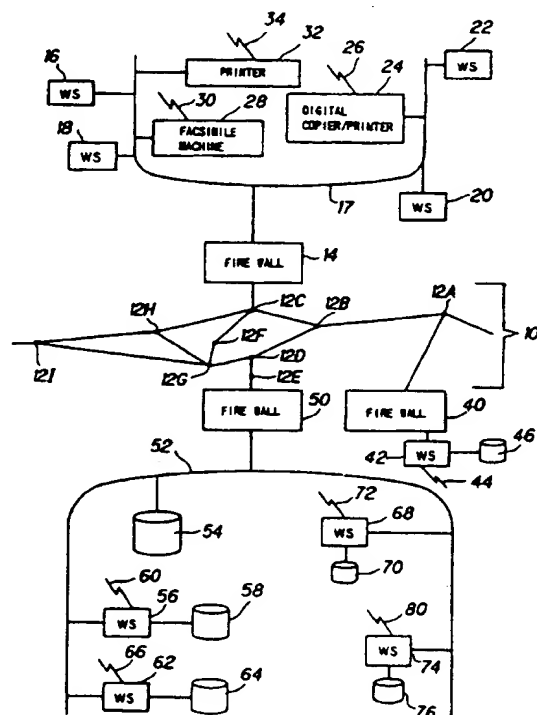 34
16
32
26
22
24
WS
PRINTER
WS
30
28
DIGITAL
COPIER/PRINTER
18
FACSIMILE
MACHINE
WS
17
WS
20
FIRE WALL
14
12H
12C
12B
12A
10
12F
12D
12I
12G
12E
FIRE WALL
50
FIRE WALL
40
52
42
WS
46
44
72
WS
68
54
70
60
56
58
80
WS
66
62
64
WS
74
WS
76